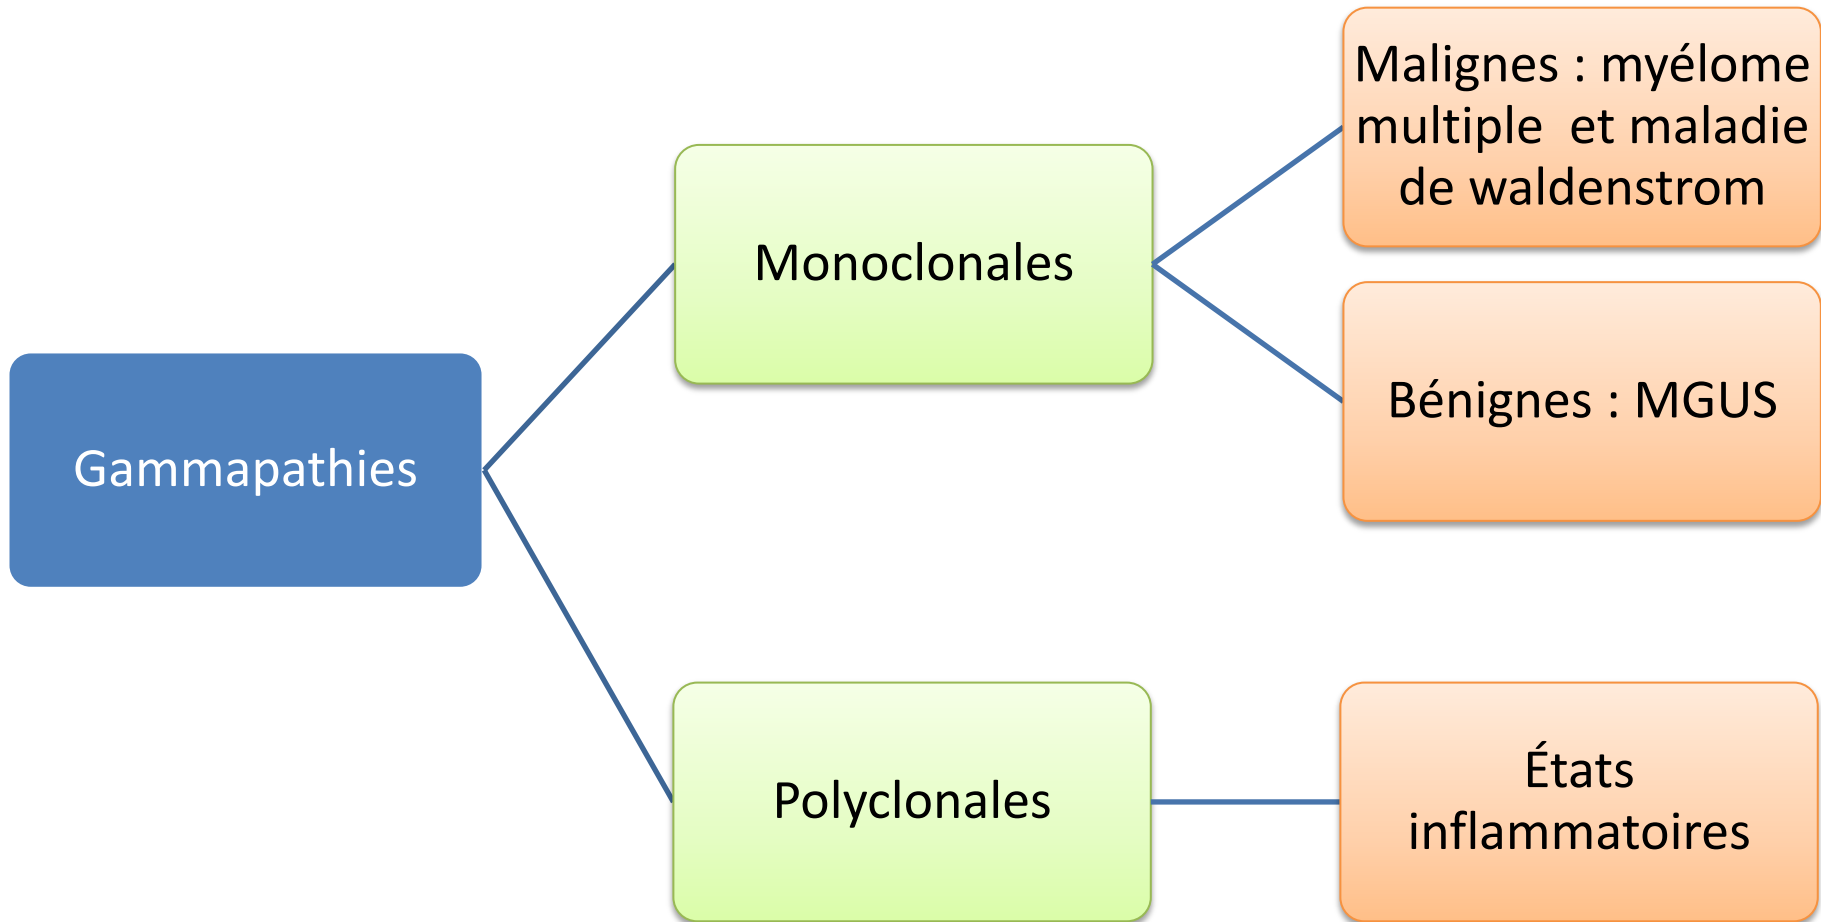 Malignes : myélome
multiple  et maladie
de waldenstrom
Monoclonales
Bénignes : MGUS
Gammapathies
Polyclonales
États
inflammatoires